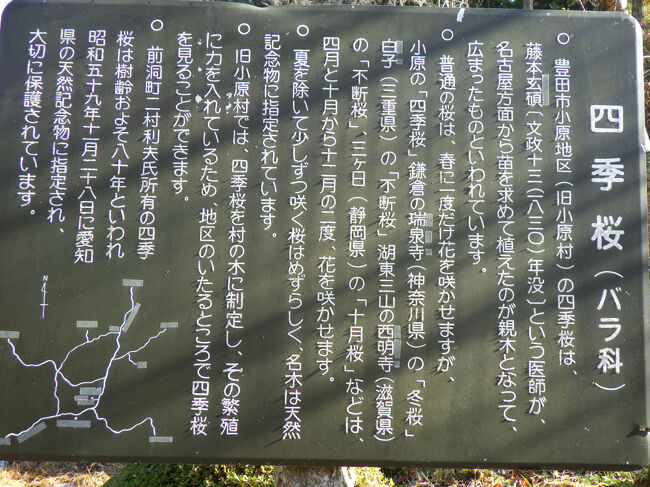 四季桜（バラ科）
○ 豊田市小原地区（旧小原村）の四季桜は、
藤本玄碩〔文政十三（一八三〇）年没〕という医師が、
名古屋方面から苗を求めて植えたのが親木となって、
広まったものといわれています。
○ 普通の桜は、春に一度だけ花を咲かせますが、
小原の「四季桜」鎌倉の瑞泉寺（神奈川県）の「冬桜」
白子（三重県）の「不断桜」湖東三山の西明寺（滋賀県）
の「不断桜」、三ヶ日（静岡県）の「十月桜」などは、
四月と十月から十二月の二度、花を咲かせます。
○ 夏を除いて少しずつ咲く桜はめずらしく、名木は天然
記念物に指定されています。
○ 旧小原村では、四季桜を村の木に制定し、その繁殖
に力を入れているため、地区のいたるところで四季桜
を見ることができます。
○ 前洞町二村利夫氏所有の四季
桜は樹齢およそ八十年といわれ
昭和五十九年十一月二十八日に愛知
県の天然記念物に指定され、
大切に保護されています。
N